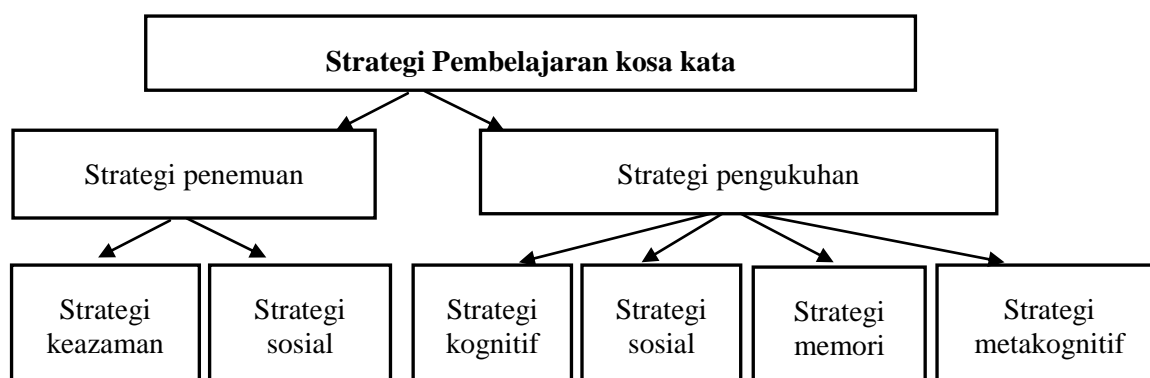 Strategi Pembelajaran kosa kata
Strategi penemuan
Strategi pengukuhan
Strategi
keazaman
Strategi
sosial
Strategi
kognitif
Strategi
sosial
Strategi
memori
Strategi
metakognitif